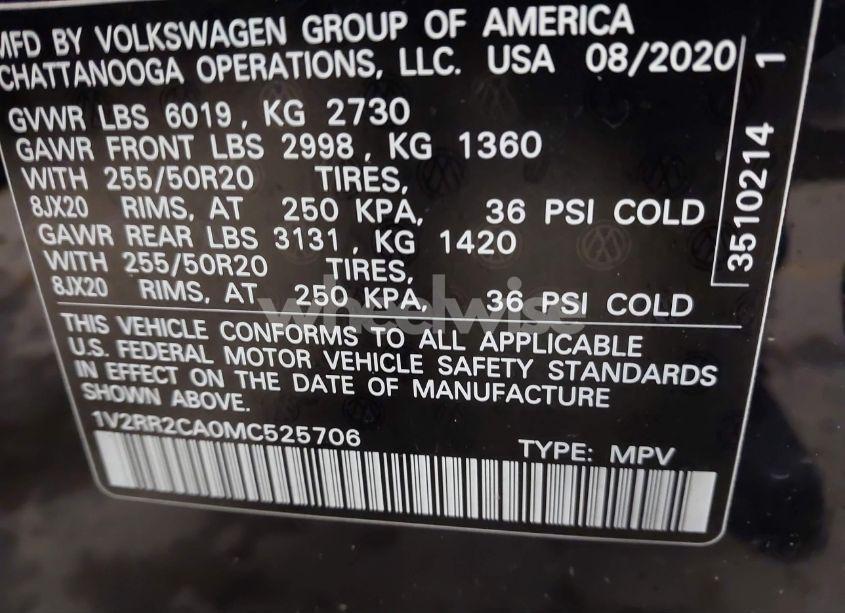 MFD BY VOLKSWAGEN GROUP OF AMERICA
CHATTANOOGA OPERATIONS, LLC. USA 08/2020
GVWR LBS 6019, KG 2730
GAWR FRONT LBS 2998, KG 1360
WITH 255/50R20 TIRES,
8JX20 RIMS, AT 250 KPA, 36 PSI COLD
GAWR REAR LBS 3131, KG 1420
WITH 255/50R20 TIRES,
8JX20 RIMS, AT 250 KPA, 36 PSI COLD
THIS VEHICLE CONFORMS TO ALL APPLICABLE
U.S. FEDERAL MOTOR VEHICLE SAFETY STANDARDS
IN EFFECT ON THE DATE OF MANUFACTURE
SHOWN ABOVE.
1V2RR2CA0MC525706 TYPE: MPV
3510214 1
wheelwise